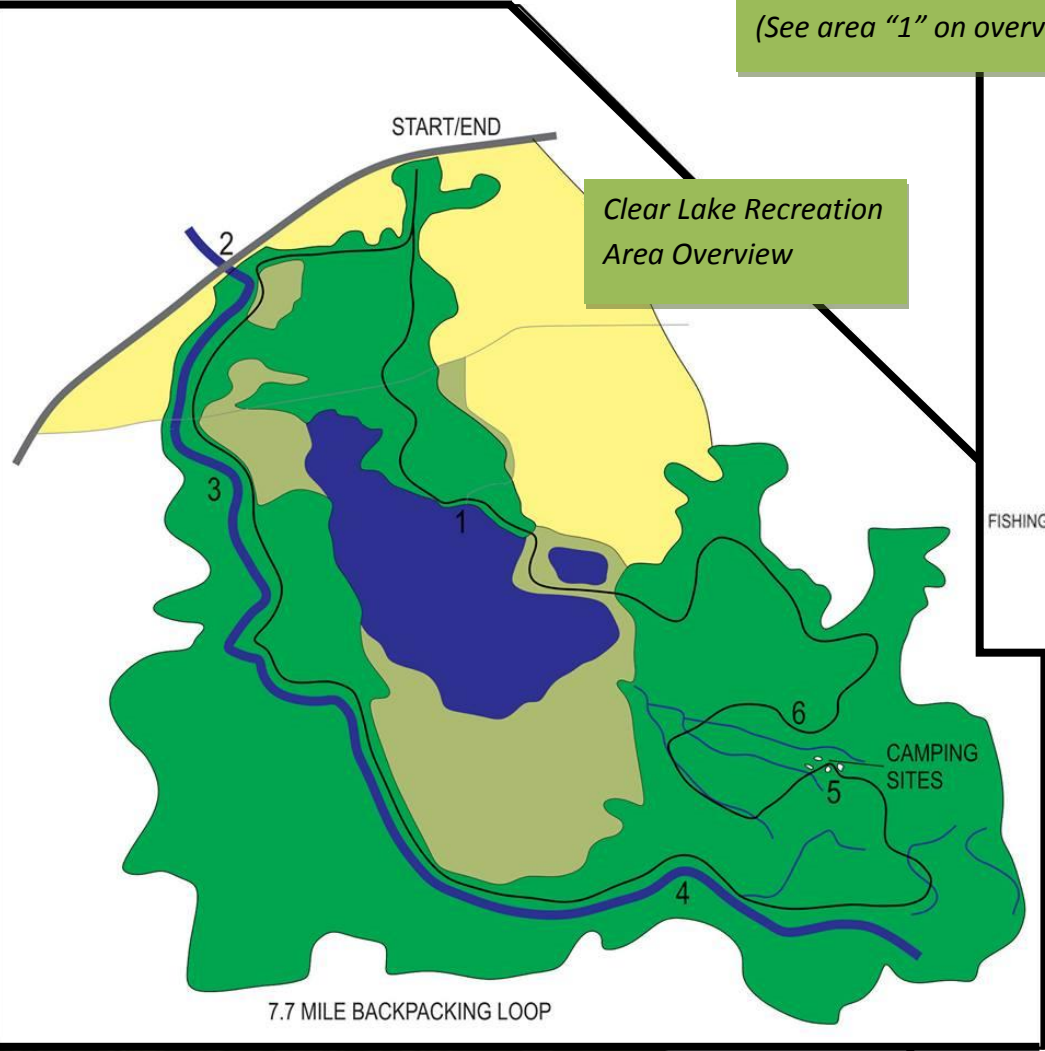 (See area “1” on overv
START/END
Clear Lake Recreation
Area Overview
2
3
1
FISHING
6
CAMPING
SITES
5
4
7.7 MILE BACKPACKING LOOP